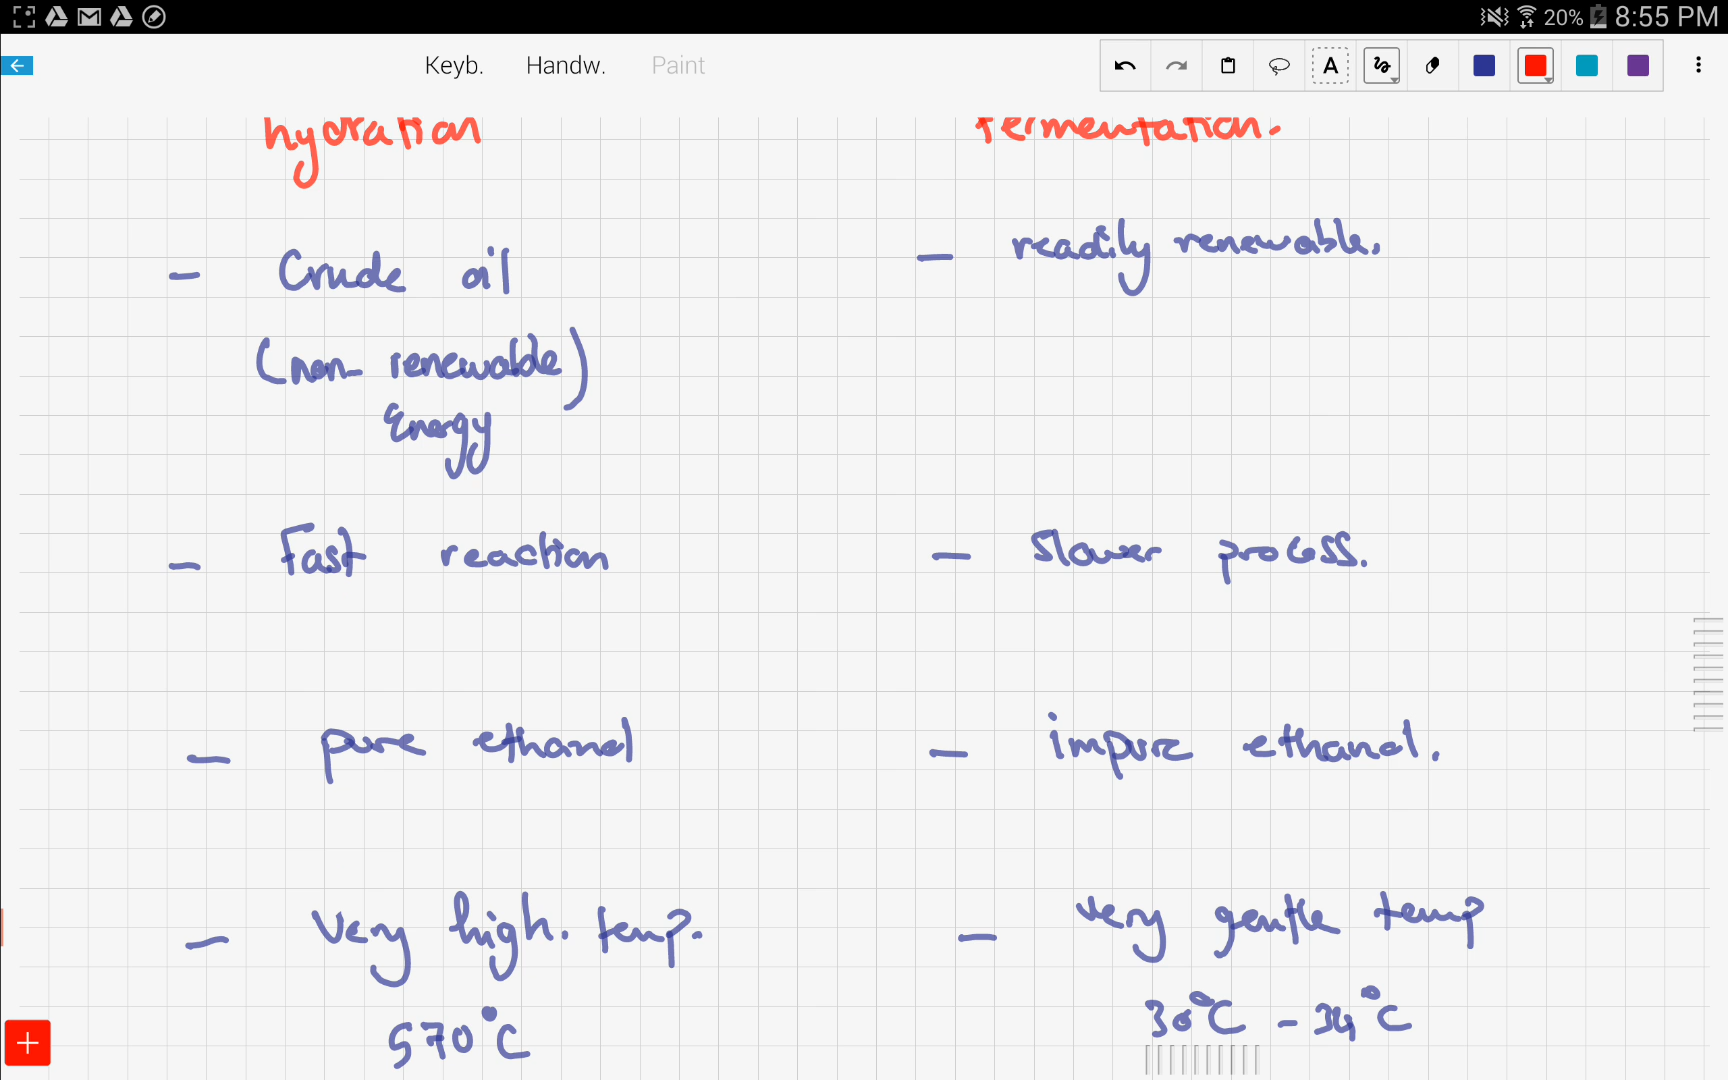 20% 8:55 PM
Keyb. Handw. Paint A
hydration
fermentation.
- Crude oil
(non-renewable)
Energy
- readily renewable.
- Fast reaction
- Slower process.
- pure ethanol
- impure ethanol.
- Very high. temp.
570°C
- very gentle temp
30°C - 34°C